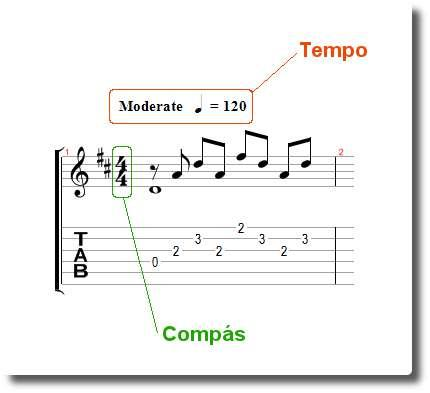 Tempo
Moderate ♩ = 120
1 2
4
4
T
A
B
2
3 3 3
2 2 2
0
Compás